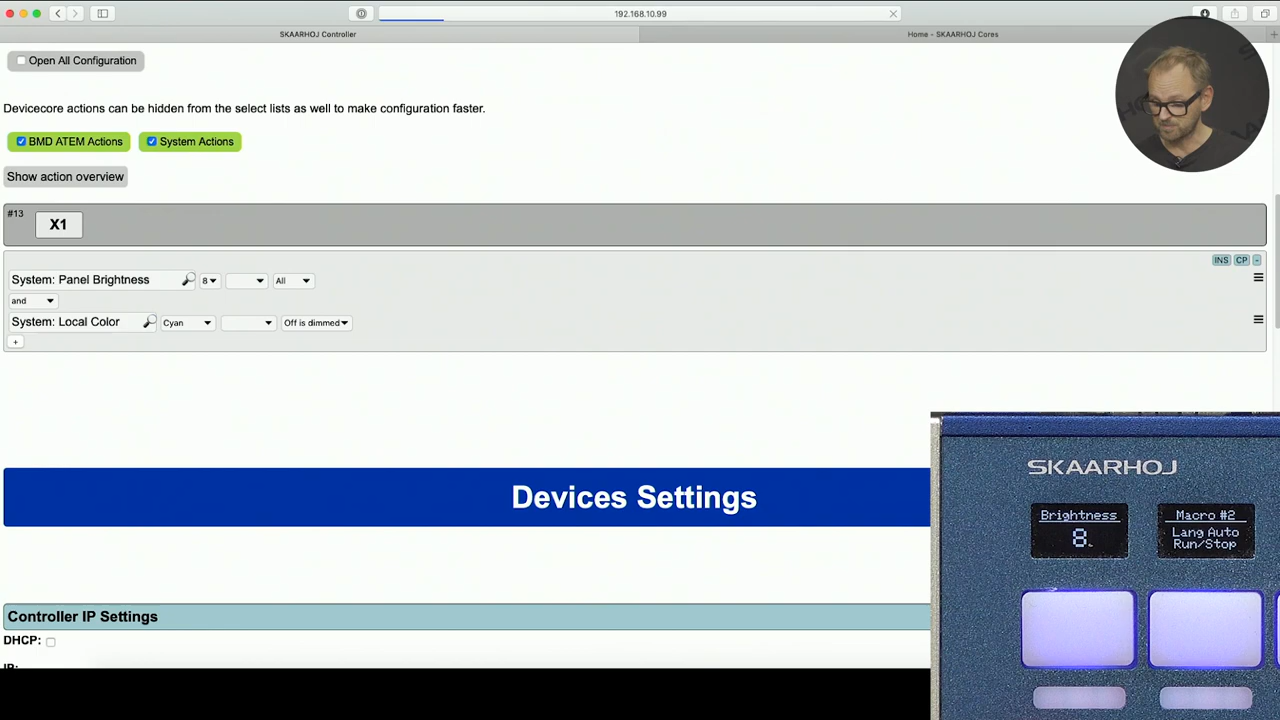 192.168.10.99
SKAARHOJ Controller
Home - SKAARHOJ Cores
Open All Configuration
Devicecore actions can be hidden from the select lists as well to make configuration faster.
BMD ATEM Actions
System Actions
Show action overview
#13
X1
INS
CP
-
System: Panel Brightness
8
All
and
System: Local Color
Cyan
Off is dimmed
+
Devices Settings
Controller IP Settings
DHCP:
SKAARHOJ
Brightness
8
Macro #2
Lang Auto
Run/Stop